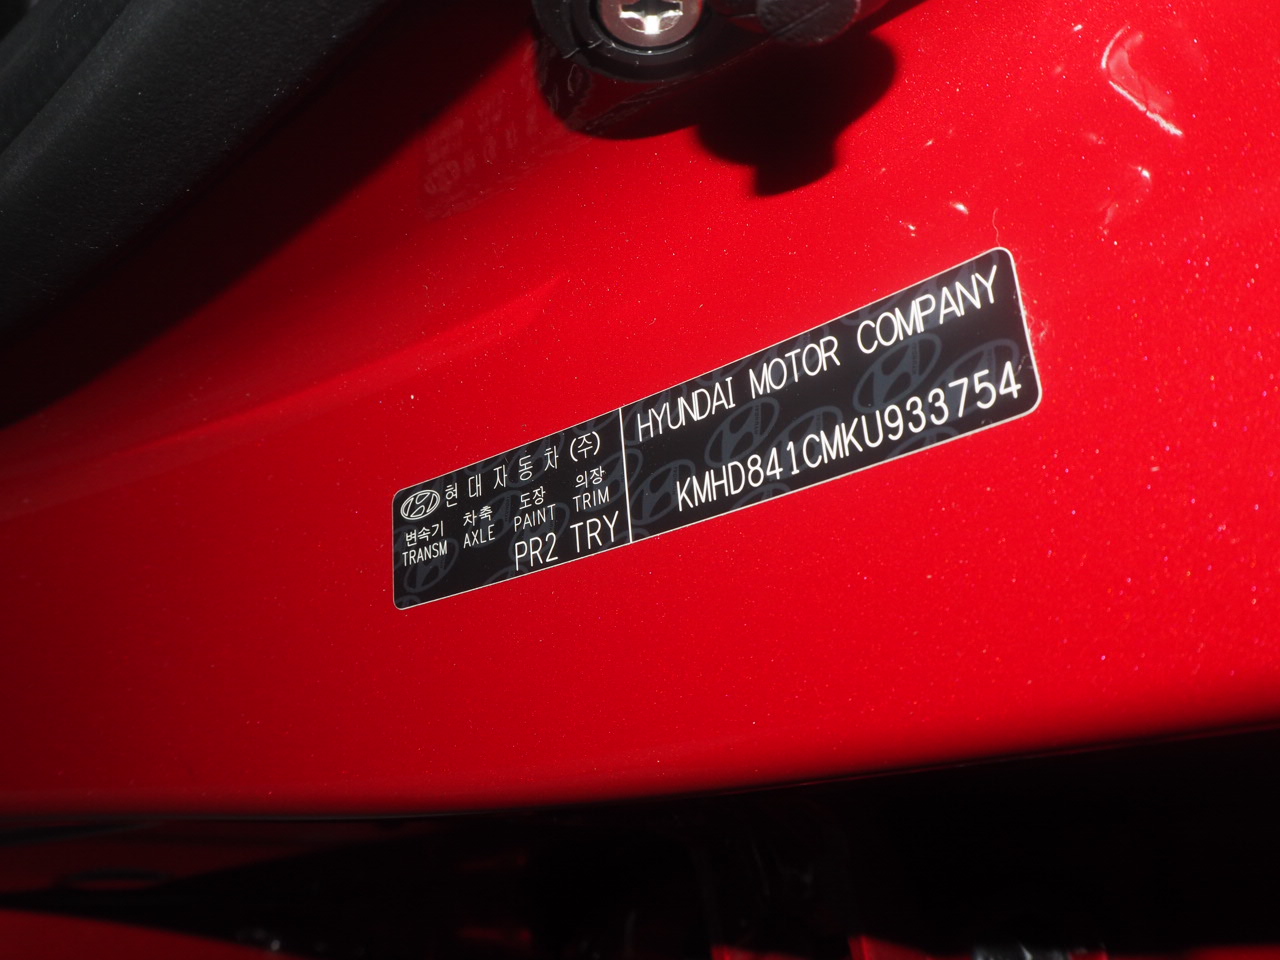 현대자동차(주)
변속기 차축 도장 의장
TRANSM AXLE PAINT TRIM
PR2 TRY
HYUNDAI MOTOR COMPANY
KMHD841CMKU933754